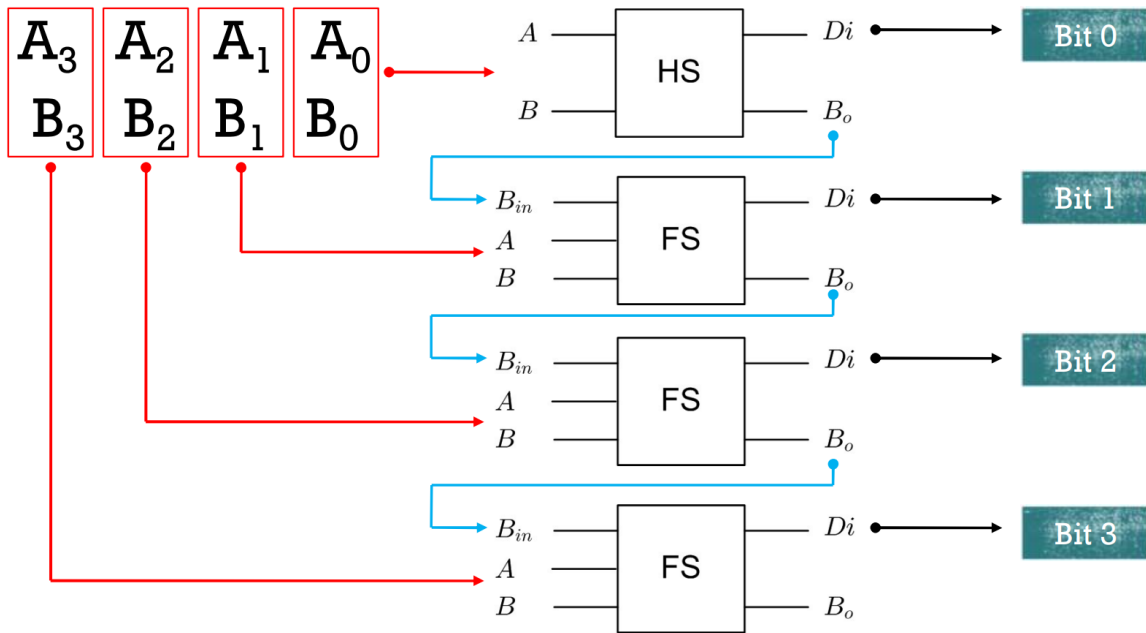 A₃ A₂ A₁ A₀
B₃ B₂ B₁ B₀
A HS Di Bit 0
B Bₒ
Bᵢₙ FS Di Bit 1
A
B Bₒ
Bᵢₙ FS Di Bit 2
A
B Bₒ
Bᵢₙ FS Di Bit 3
A
B Bₒ